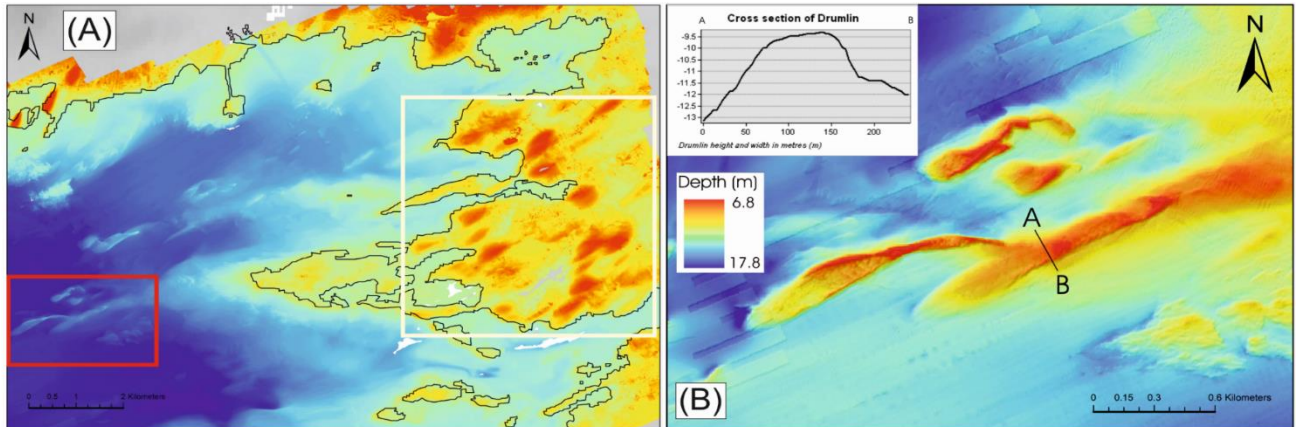 (A)
N
0 0.5 1 2 Kilometers
Cross section of Drumlin
A B
-9.5
-10
-10.5
-11
-11.5
-12
-12.5
-13
0 50 100 150 200
Drumlin height and width in metres (m)
Depth (m)
6.8
17.8
N
A
B
(B)
0 0.15 0.3 0.6 Kilometers